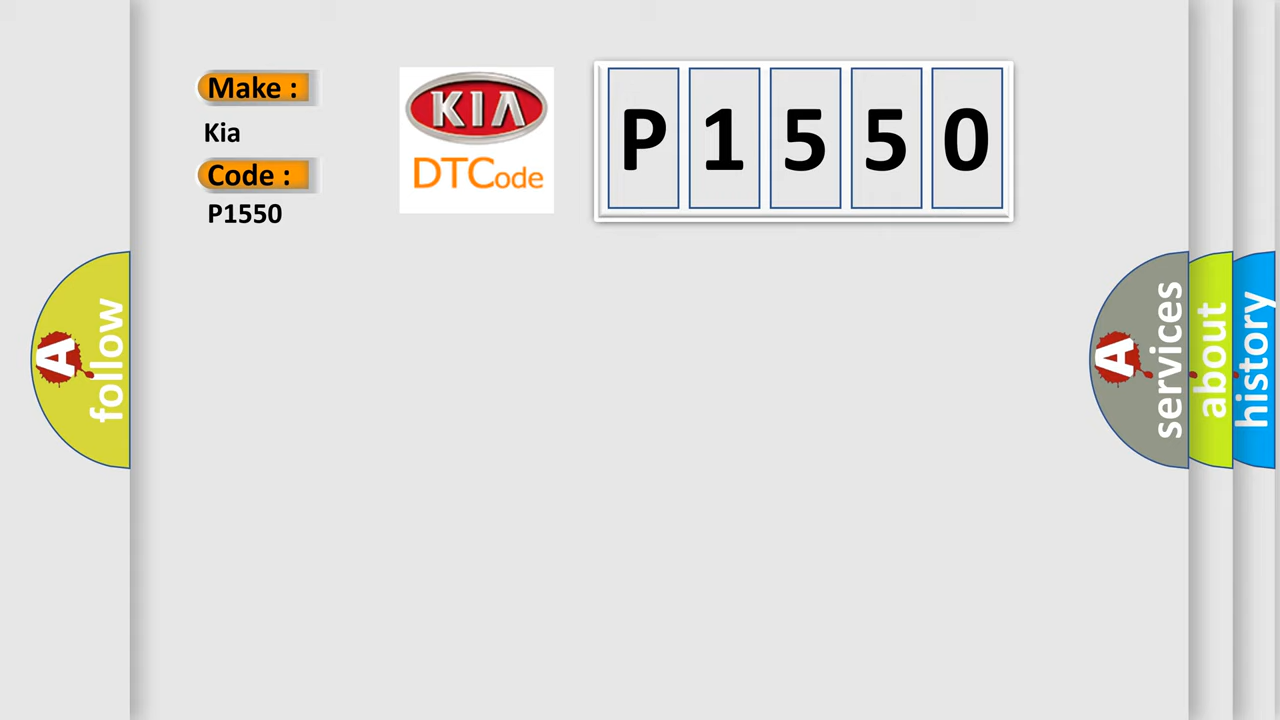 Make :
Kia
Code :
P1550
KIA
DTCode
P 1 5 5 0
A follow
A services
about
history